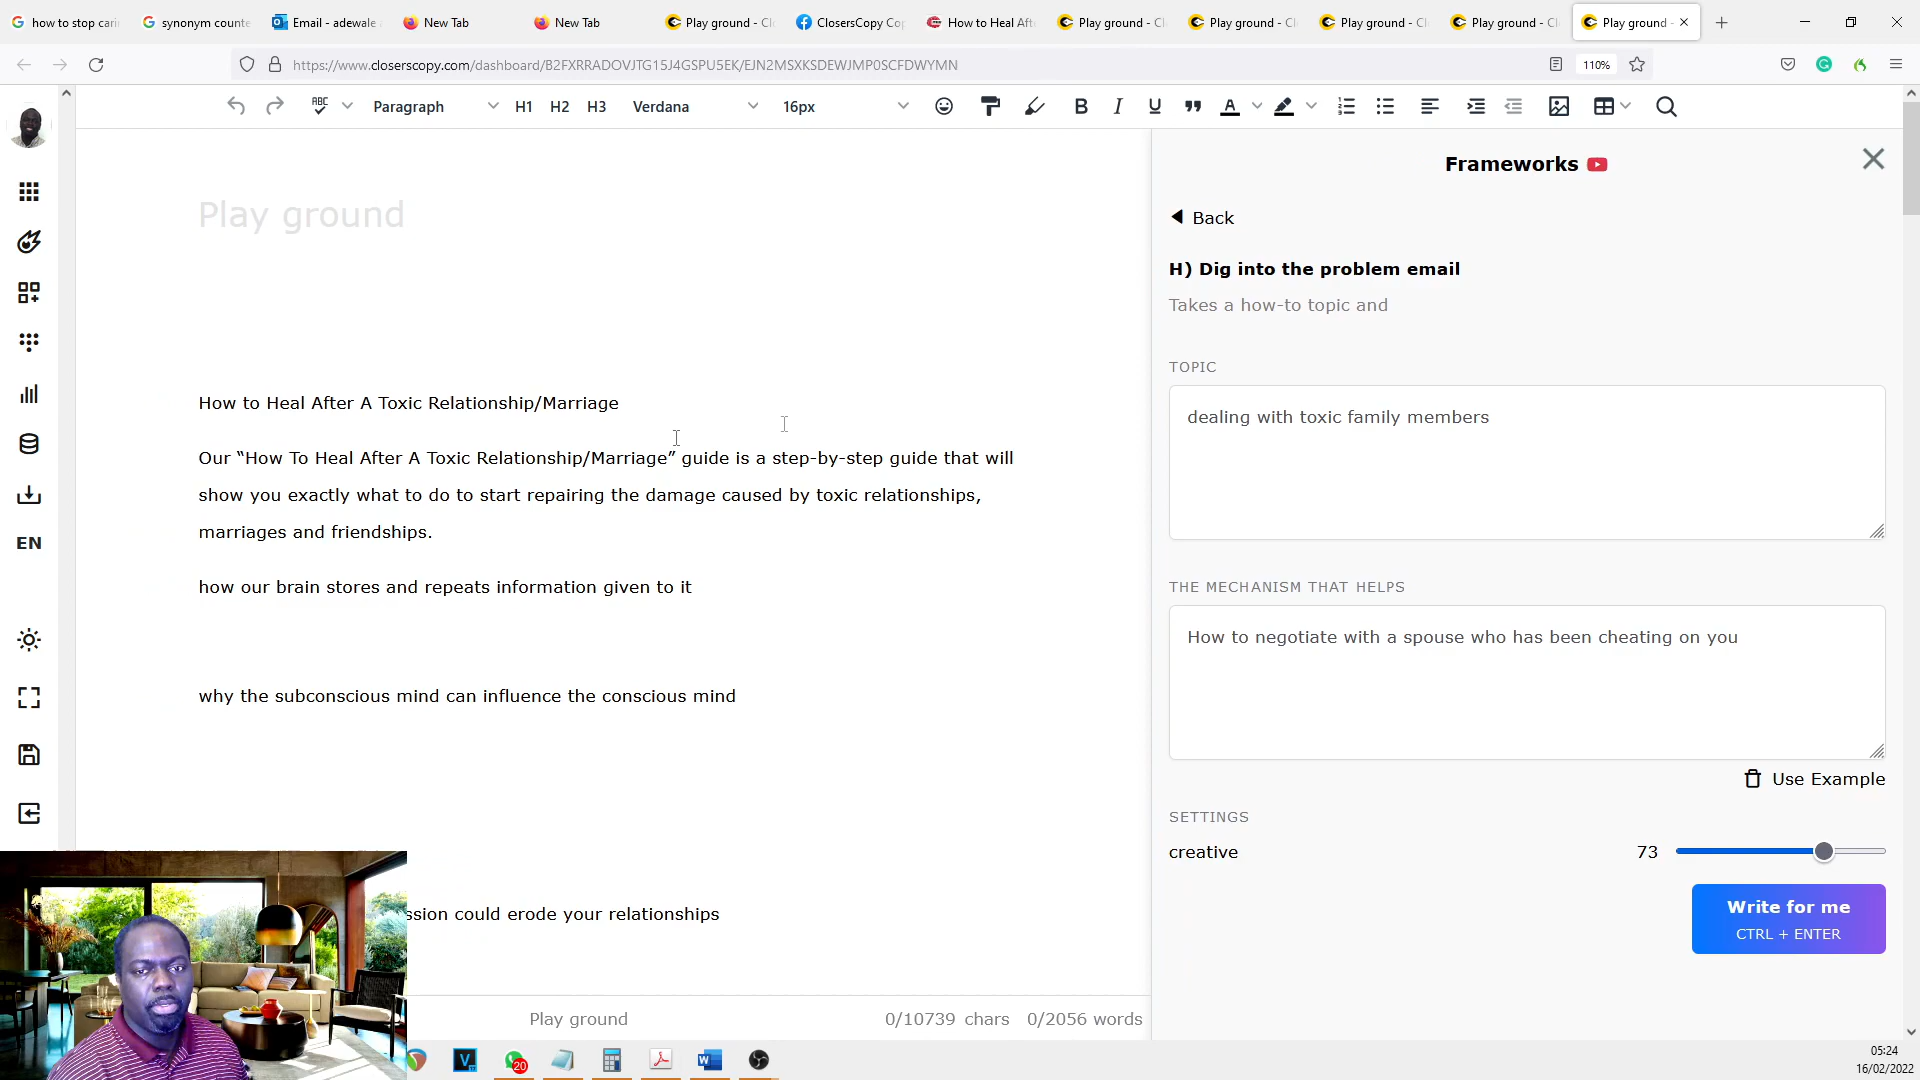 how to stop cari
synonym counte
Email - adewale
New Tab
New Tab
Play ground - Cl
ClosersCopy Cop
How to Heal Aft
Play ground - Cl
Play ground - Cl
Play ground - Cl
Play ground - Cl
Play ground -
https://www.closerscopy.com/dashboard/B2FXRRADOVJTG15J4GSPU5EK/EJN2MSXKSDEWJMP0SCFDWYMN
110%
ABC
Paragraph
H1
H2
H3
Verdana
16px
B
I
U
A
Play ground
How to Heal After A Toxic Relationship/Marriage
Our “How To Heal After A Toxic Relationship/Marriage” guide is a step-by-step guide that will
show you exactly what to do to start repairing the damage caused by toxic relationships,
marriages and friendships.
how our brain stores and repeats information given to it
why the subconscious mind can influence the conscious mind
ssion could erode your relationships
EN
Frameworks
Back
H) Dig into the problem email
Takes a how-to topic and
TOPIC
dealing with toxic family members
THE MECHANISM THAT HELPS
How to negotiate with a spouse who has been cheating on you
Use Example
SETTINGS
creative
73
Write for me
CTRL + ENTER
Play ground
0/10739 chars
0/2056 words
V
20
05:24
16/02/2022